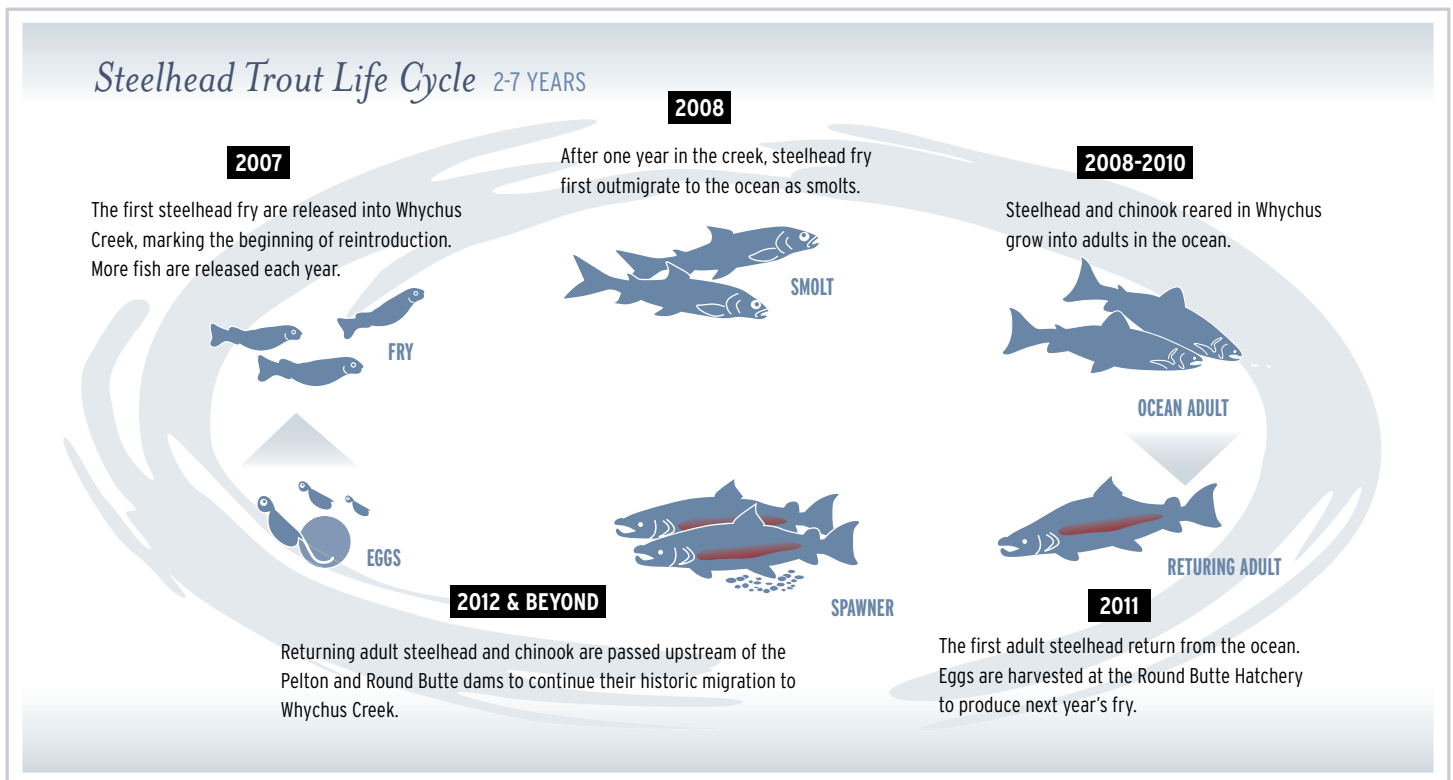 Steelhead Trout Life Cycle 2-7 YEARS
2007
The first steelhead fry are released into Whychus
Creek, marking the beginning of reintroduction.
More fish are released each year.
FRY
2008
After one year in the creek, steelhead fry
first outmigrate to the ocean as smolts.
SMOLT
2008-2010
Steelhead and chinook reared in Whychus
grow into adults in the ocean.
OCEAN ADULT
RETURING ADULT
2011
The first adult steelhead return from the ocean.
Eggs are harvested at the Round Butte Hatchery
to produce next year's fry.
SPAWNER
2012 & BEYOND
Returning adult steelhead and chinook are passed upstream of the
Pelton and Round Butte dams to continue their historic migration to
Whychus Creek.
EGGS